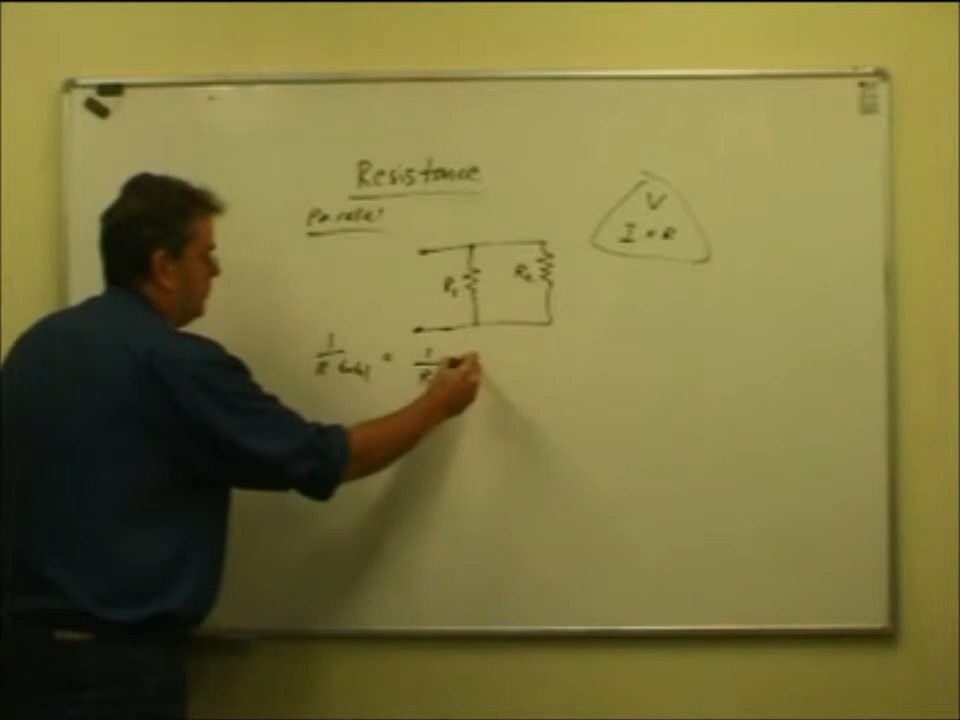 Resistance
Parallel
V
I × R
R₁
R₂
1/R total = 1/R